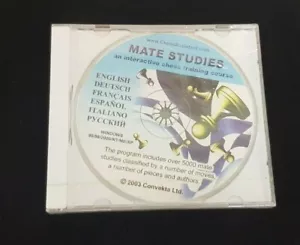 MATE STUDIES
an interactive chess training course
ENGLISH
DEUTSCH
FRANÇAIS
ESPAÑOL
ITALIANO
РУССКИЙ
WINDOWS
The program includes over 5000 mate
studies classified by a number of moves,
a number of pieces and authors
© 2003 Convekta Ltd.